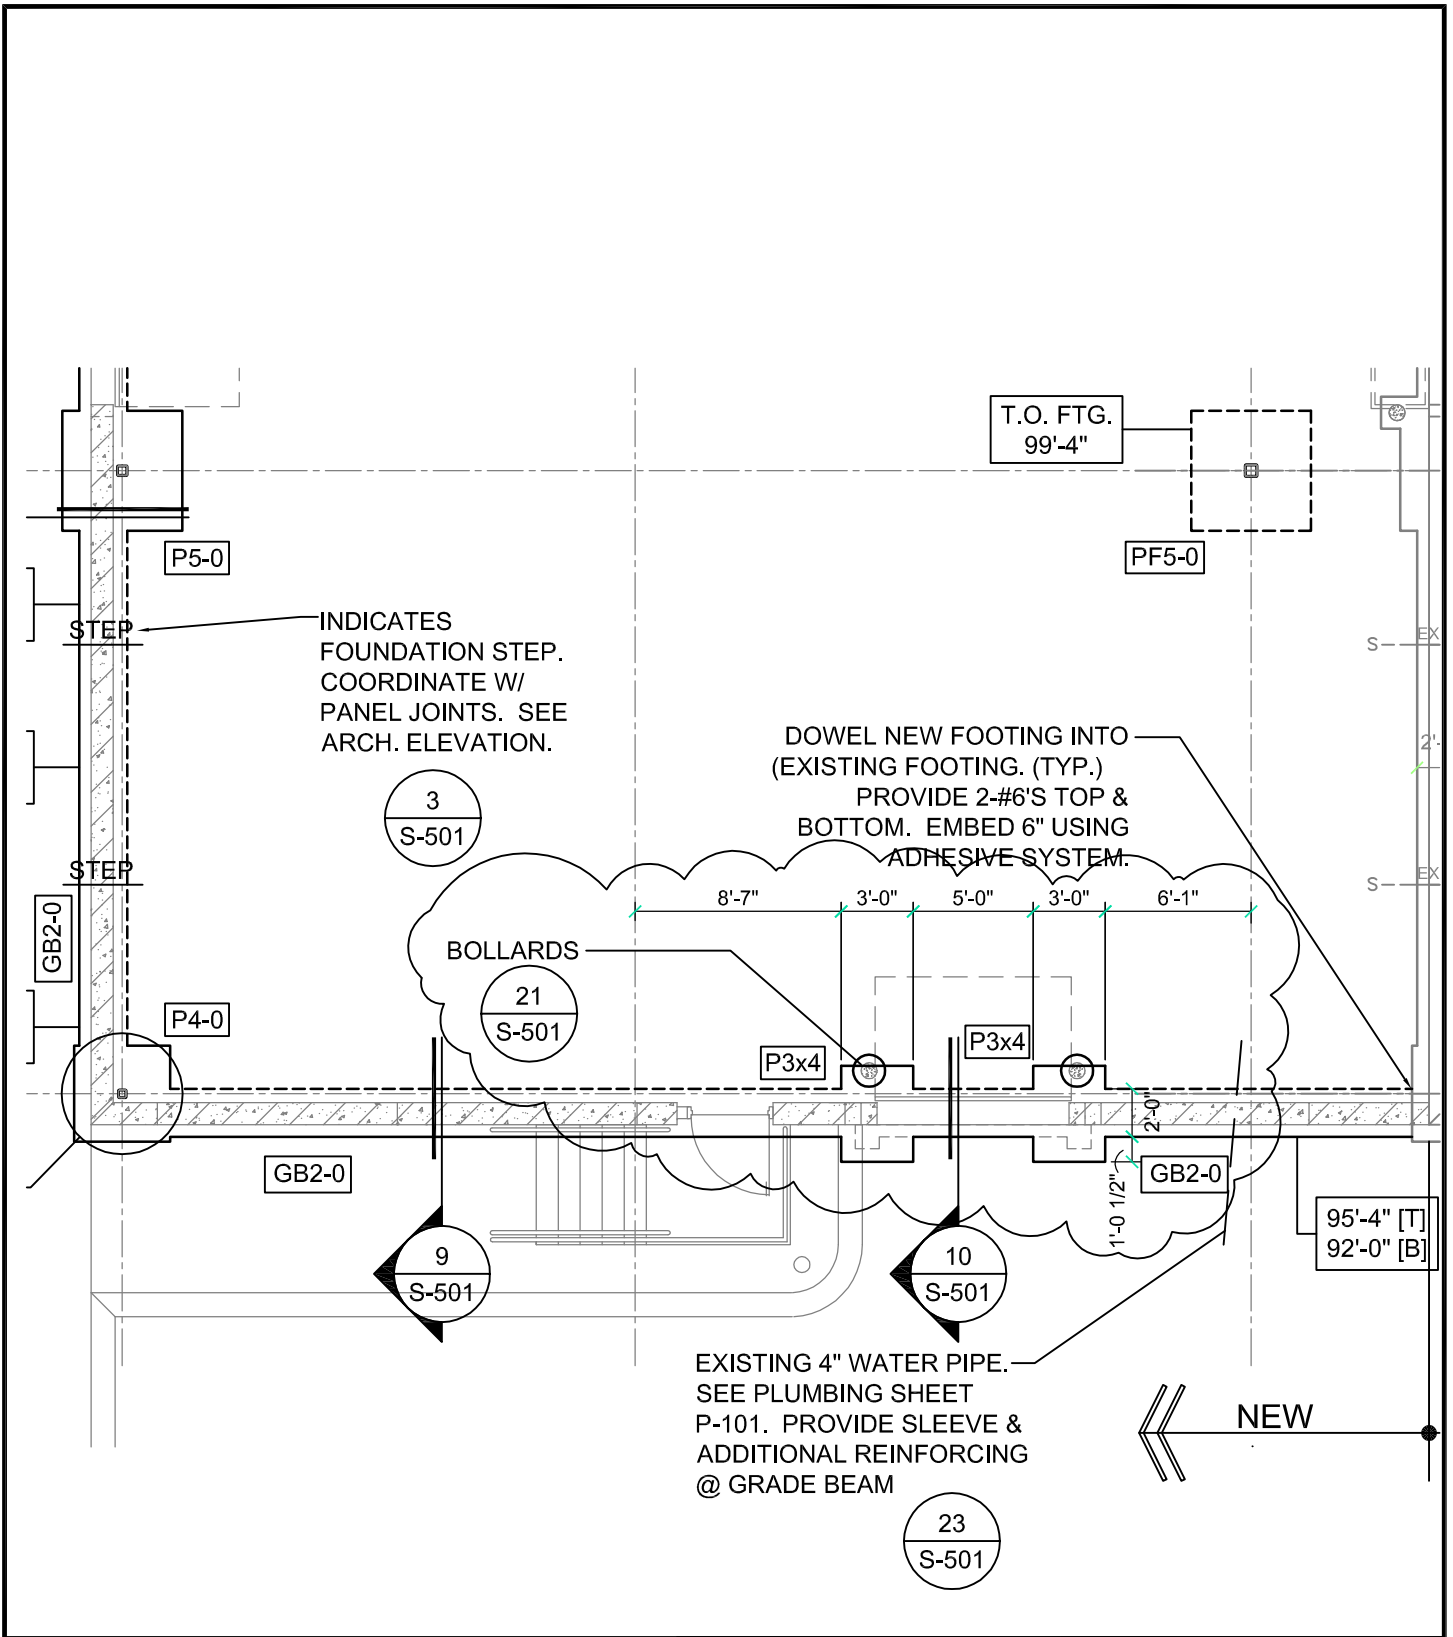 T.O. FTG.
99'-4"
P5-0
PF5-0
STEP
INDICATES
FOUNDATION STEP.
COORDINATE W/
PANEL JOINTS. SEE
ARCH. ELEVATION.
S
EX
DOWEL NEW FOOTING INTO
(EXISTING FOOTING. (TYP.)
PROVIDE 2-#6'S TOP &
BOTTOM. EMBED 6" USING
ADHESIVE SYSTEM.
2'-
3
S-501
STEP
S
EX
8'-7"
3'-0"
5'-0"
3'-0"
6'-1"
GB2-0
BOLLARDS
21
S-501
P4-0
P3x4
P3x4
2'-0"
1'-0 1/2"
GB2-0
GB2-0
95'-4" [T]
92'-0" [B]
9
S-501
10
S-501
EXISTING 4" WATER PIPE.
SEE PLUMBING SHEET
P-101. PROVIDE SLEEVE &
ADDITIONAL REINFORCING
@ GRADE BEAM
NEW
23
S-501